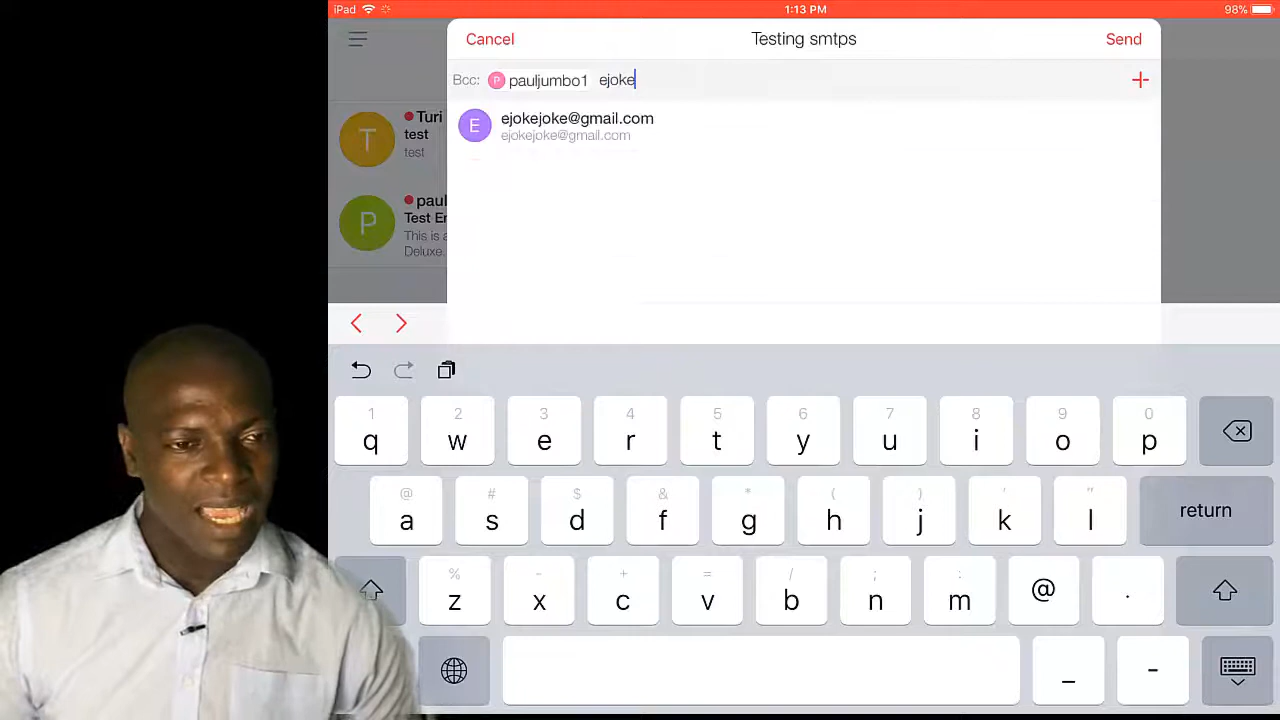 iPad 1:13 PM 98%
Cancel Testing smtps Send
Bcc: P pauljumbo1 ejoke
E ejokejoke@gmail.com
ejokejoke@gmail.com
T Turi
test
test
P paul
Test Em
This is a
Deluxe.
1 2 3 4 5 6 7 8 9 0
q w e r t y u i o p
@ # $ & * ( ) ' "
a s d f g h j k l return
% - + = / ; :
z x c v b n m @ .
_ -